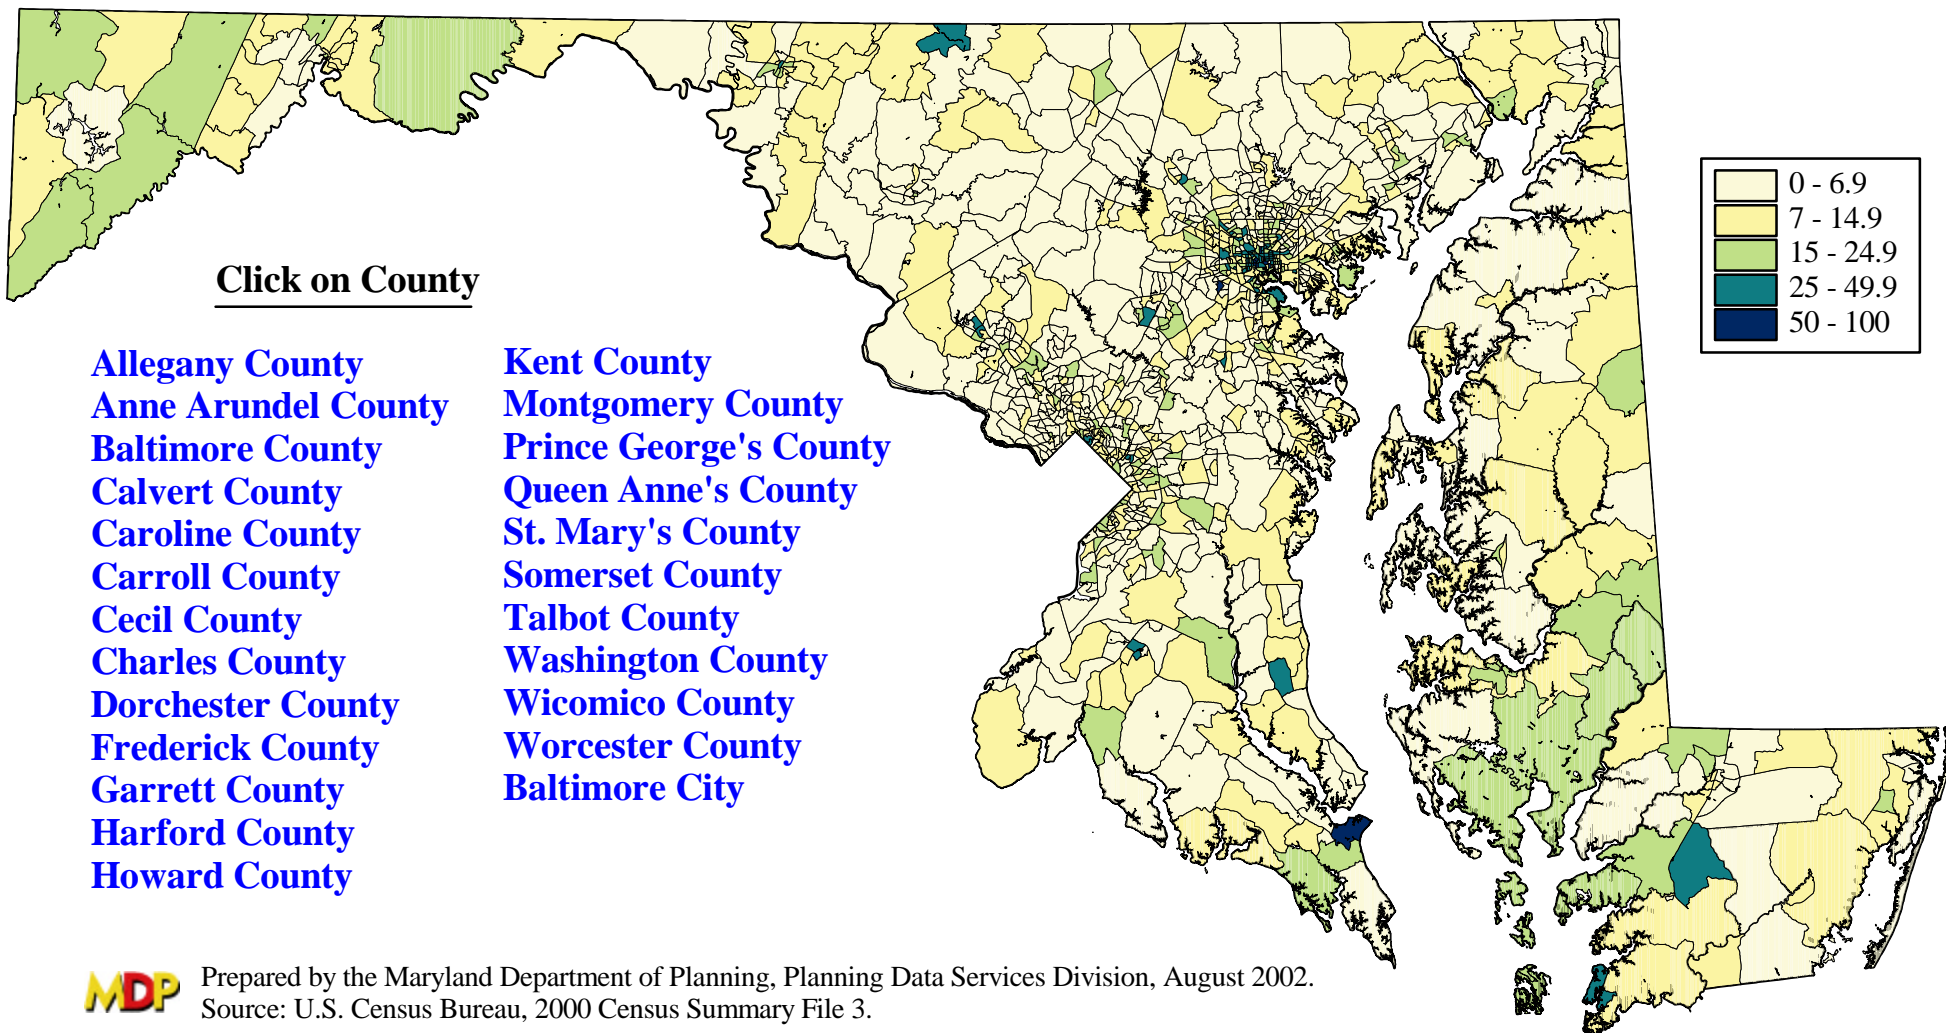 0 - 6.9
7 - 14.9
15 - 24.9
25 - 49.9
50 - 100
Click on County
Allegany County
Anne Arundel County
Baltimore County
Calvert County
Caroline County
Carroll County
Cecil County
Charles County
Dorchester County
Frederick County
Garrett County
Harford County
Howard County
Kent County
Montgomery County
Prince George's County
Queen Anne's County
St. Mary's County
Somerset County
Talbot County
Washington County
Wicomico County
Worcester County
Baltimore City
MDP
Prepared by the Maryland Department of Planning, Planning Data Services Division, August 2002.
Source: U.S. Census Bureau, 2000 Census Summary File 3.